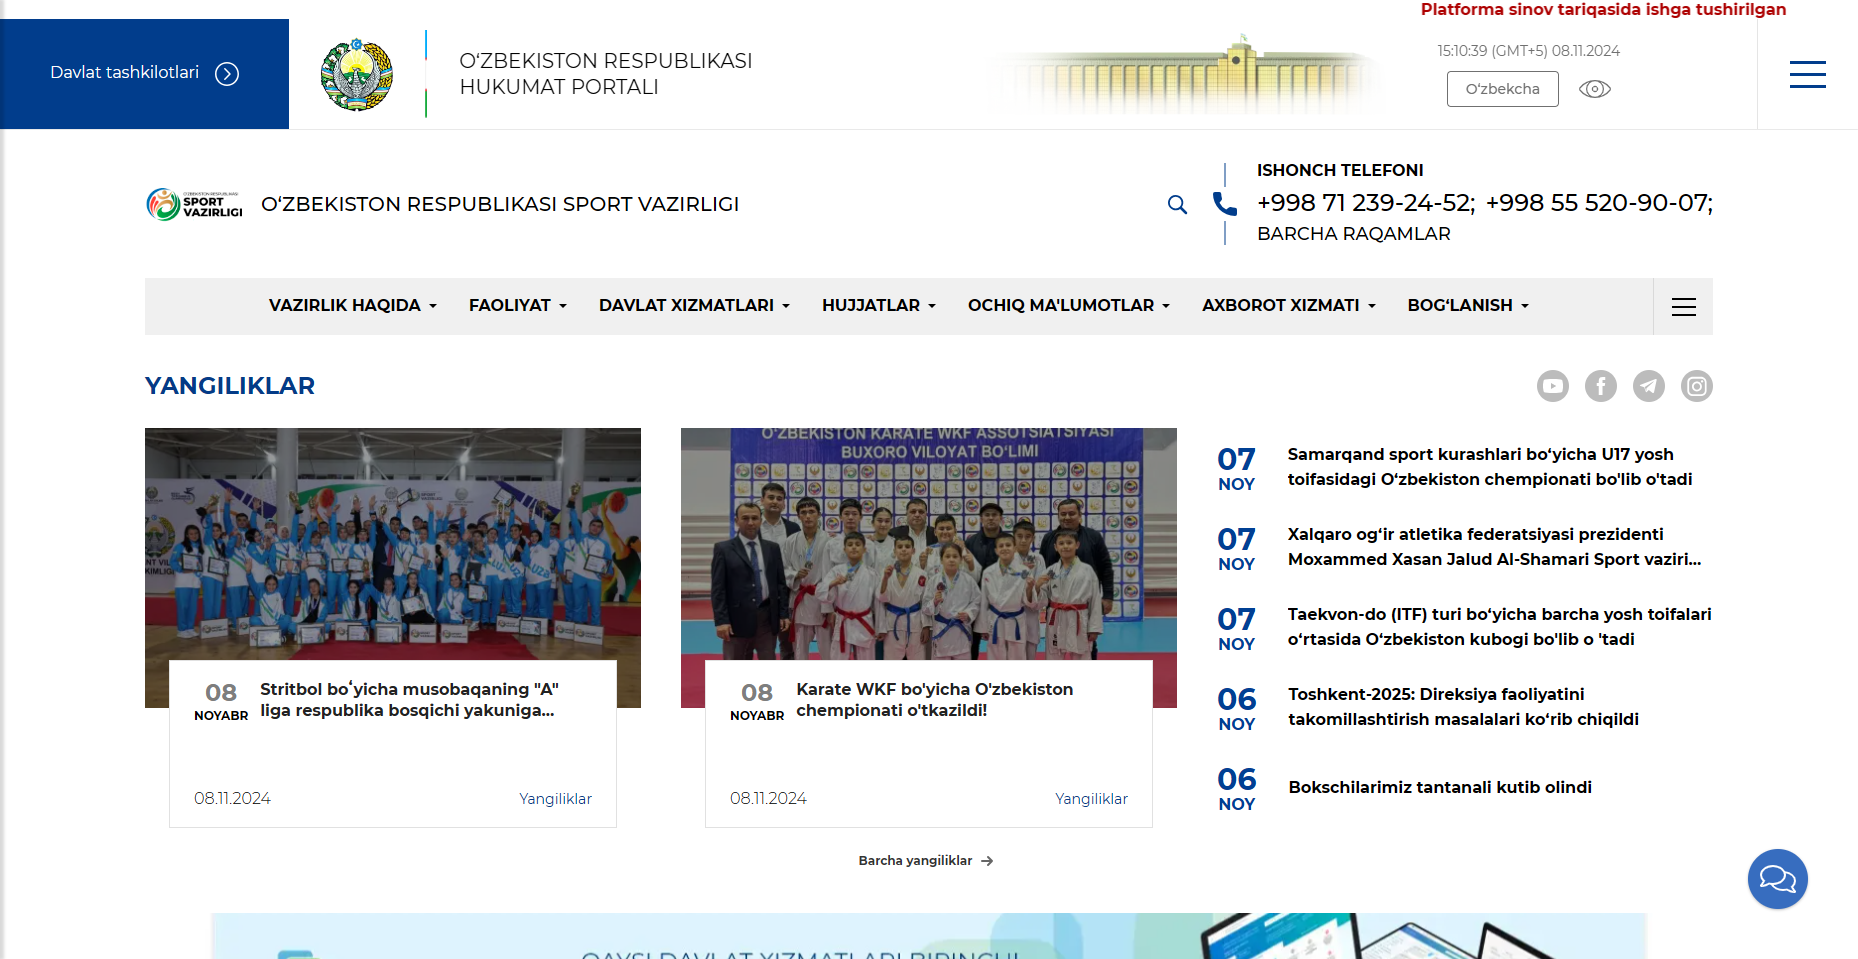 Platforma sinov tariqasida ishga tushirilgan
Davlat tashkilotlari
O‘ZBEKISTON RESPUBLIKASI
HUKUMAT PORTALI
15:10:39 (GMT+5) 08.11.2024
O‘zbekcha
O‘ZBEKISTON RESPUBLIKASI
SPORT
VAZIRLIGI
O‘ZBEKISTON RESPUBLIKASI SPORT VAZIRLIGI
ISHONCH TELEFONI
+998 71 239-24-52; +998 55 520-90-07;
BARCHA RAQAMLAR
VAZIRLIK HAQIDA
FAOLIYAT
DAVLAT XIZMATLARI
HUJJATLAR
OCHIQ MA'LUMOTLAR
AXBOROT XIZMATI
BOG‘LANISH
YANGILIKLAR
O‘ZBEKISTON KARATE WKF ASSOTSIATSIYASI
BUXORO VILOYAT BO‘LIMI
08
NOYABR
Stritbol boʻyicha musobaqaning "A"
liga respublika bosqichi yakuniga...
08.11.2024
Yangiliklar
08
NOYABR
Karate WKF bo'yicha O'zbekiston
chempionati o'tkazildi!
08.11.2024
Yangiliklar
07
NOY
Samarqand sport kurashlari bo‘yicha U17 yosh
toifasidagi O‘zbekiston chempionati bo'lib o'tadi
07
NOY
Xalqaro og‘ir atletika federatsiyasi prezidenti
Moxammed Xasan Jalud Al-Shamari Sport vaziri...
07
NOY
Taekvon-do (ITF) turi bo‘yicha barcha yosh toifalari
o‘rtasida O‘zbekiston kubogi bo'lib o 'tadi
06
NOY
Toshkent-2025: Direksiya faoliyatini
takomillashtirish masalalari ko‘rib chiqildi
06
NOY
Bokschilarimiz tantanali kutib olindi
Barcha yangiliklar
QAYSI DAVLAT XIZMATLARI BIRINCHI